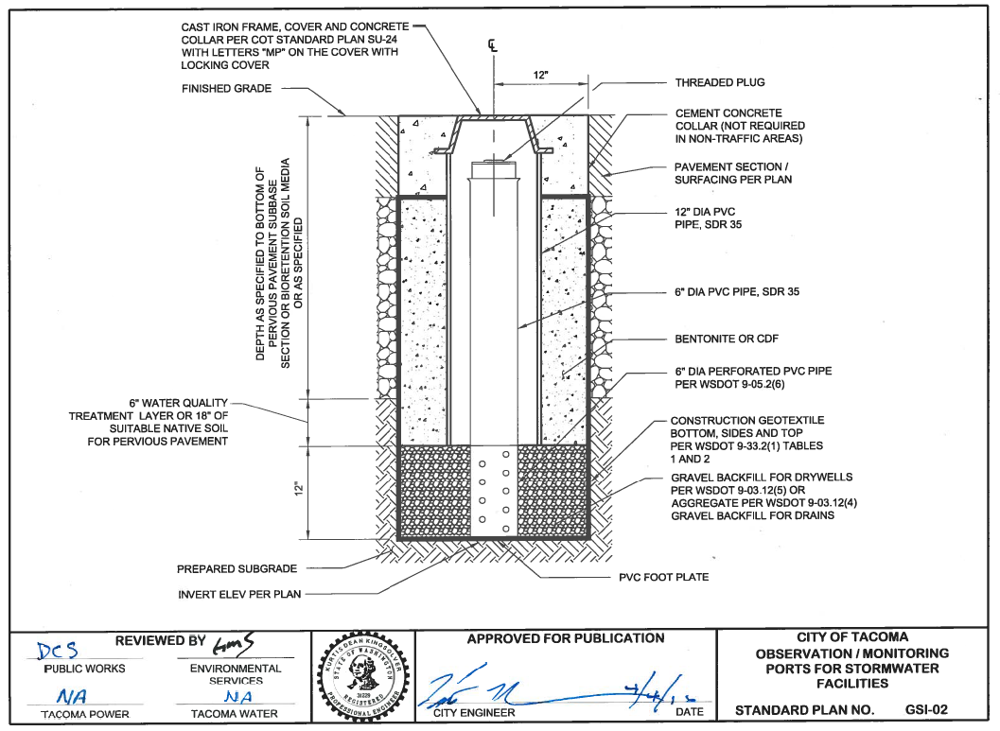 CAST IRON FRAME, COVER AND CONCRETE
COLLAR PER COT STANDARD PLAN SU-24
WITH LETTERS "MP" ON THE COVER WITH
LOCKING COVER
FINISHED GRADE
℄
12"
THREADED PLUG
CEMENT CONCRETE
COLLAR (NOT REQUIRED
IN NON-TRAFFIC AREAS)
PAVEMENT SECTION /
SURFACING PER PLAN
12" DIA PVC
PIPE, SDR 35
6" DIA PVC PIPE, SDR 35
BENTONITE OR CDF
6" DIA PERFORATED PVC PIPE
PER WSDOT 9-05.2(6)
CONSTRUCTION GEOTEXTILE
BOTTOM, SIDES AND TOP
PER WSDOT 9-33.2(1) TABLES
1 AND 2
GRAVEL BACKFILL FOR DRYWELLS
PER WSDOT 9-03.12(5) OR
AGGREGATE PER WSDOT 9-03.12(4)
GRAVEL BACKFILL FOR DRAINS
DEPTH AS SPECIFIED TO BOTTOM OF
PERVIOUS PAVEMENT SUBBASE
SECTION OR BIORETENTION SOIL MEDIA
OR AS SPECIFIED
6" WATER QUALITY
TREATMENT LAYER OR 18" OF
SUITABLE NATIVE SOIL
FOR PERVIOUS PAVEMENT
12"
PREPARED SUBGRADE
INVERT ELEV PER PLAN
PVC FOOT PLATE
REVIEWED BY
DCS
PUBLIC WORKS
ENVIRONMENTAL
SERVICES
NA
TACOMA POWER
NA
TACOMA WATER
KURTIS DEAN KINGSOLVER
STATE OF WASHINGTON
31229
REGISTERED
PROFESSIONAL ENGINEER
APPROVED FOR PUBLICATION
CITY ENGINEER
DATE
CITY OF TACOMA
OBSERVATION / MONITORING
PORTS FOR STORMWATER
FACILITIES
STANDARD PLAN NO. GSI-02